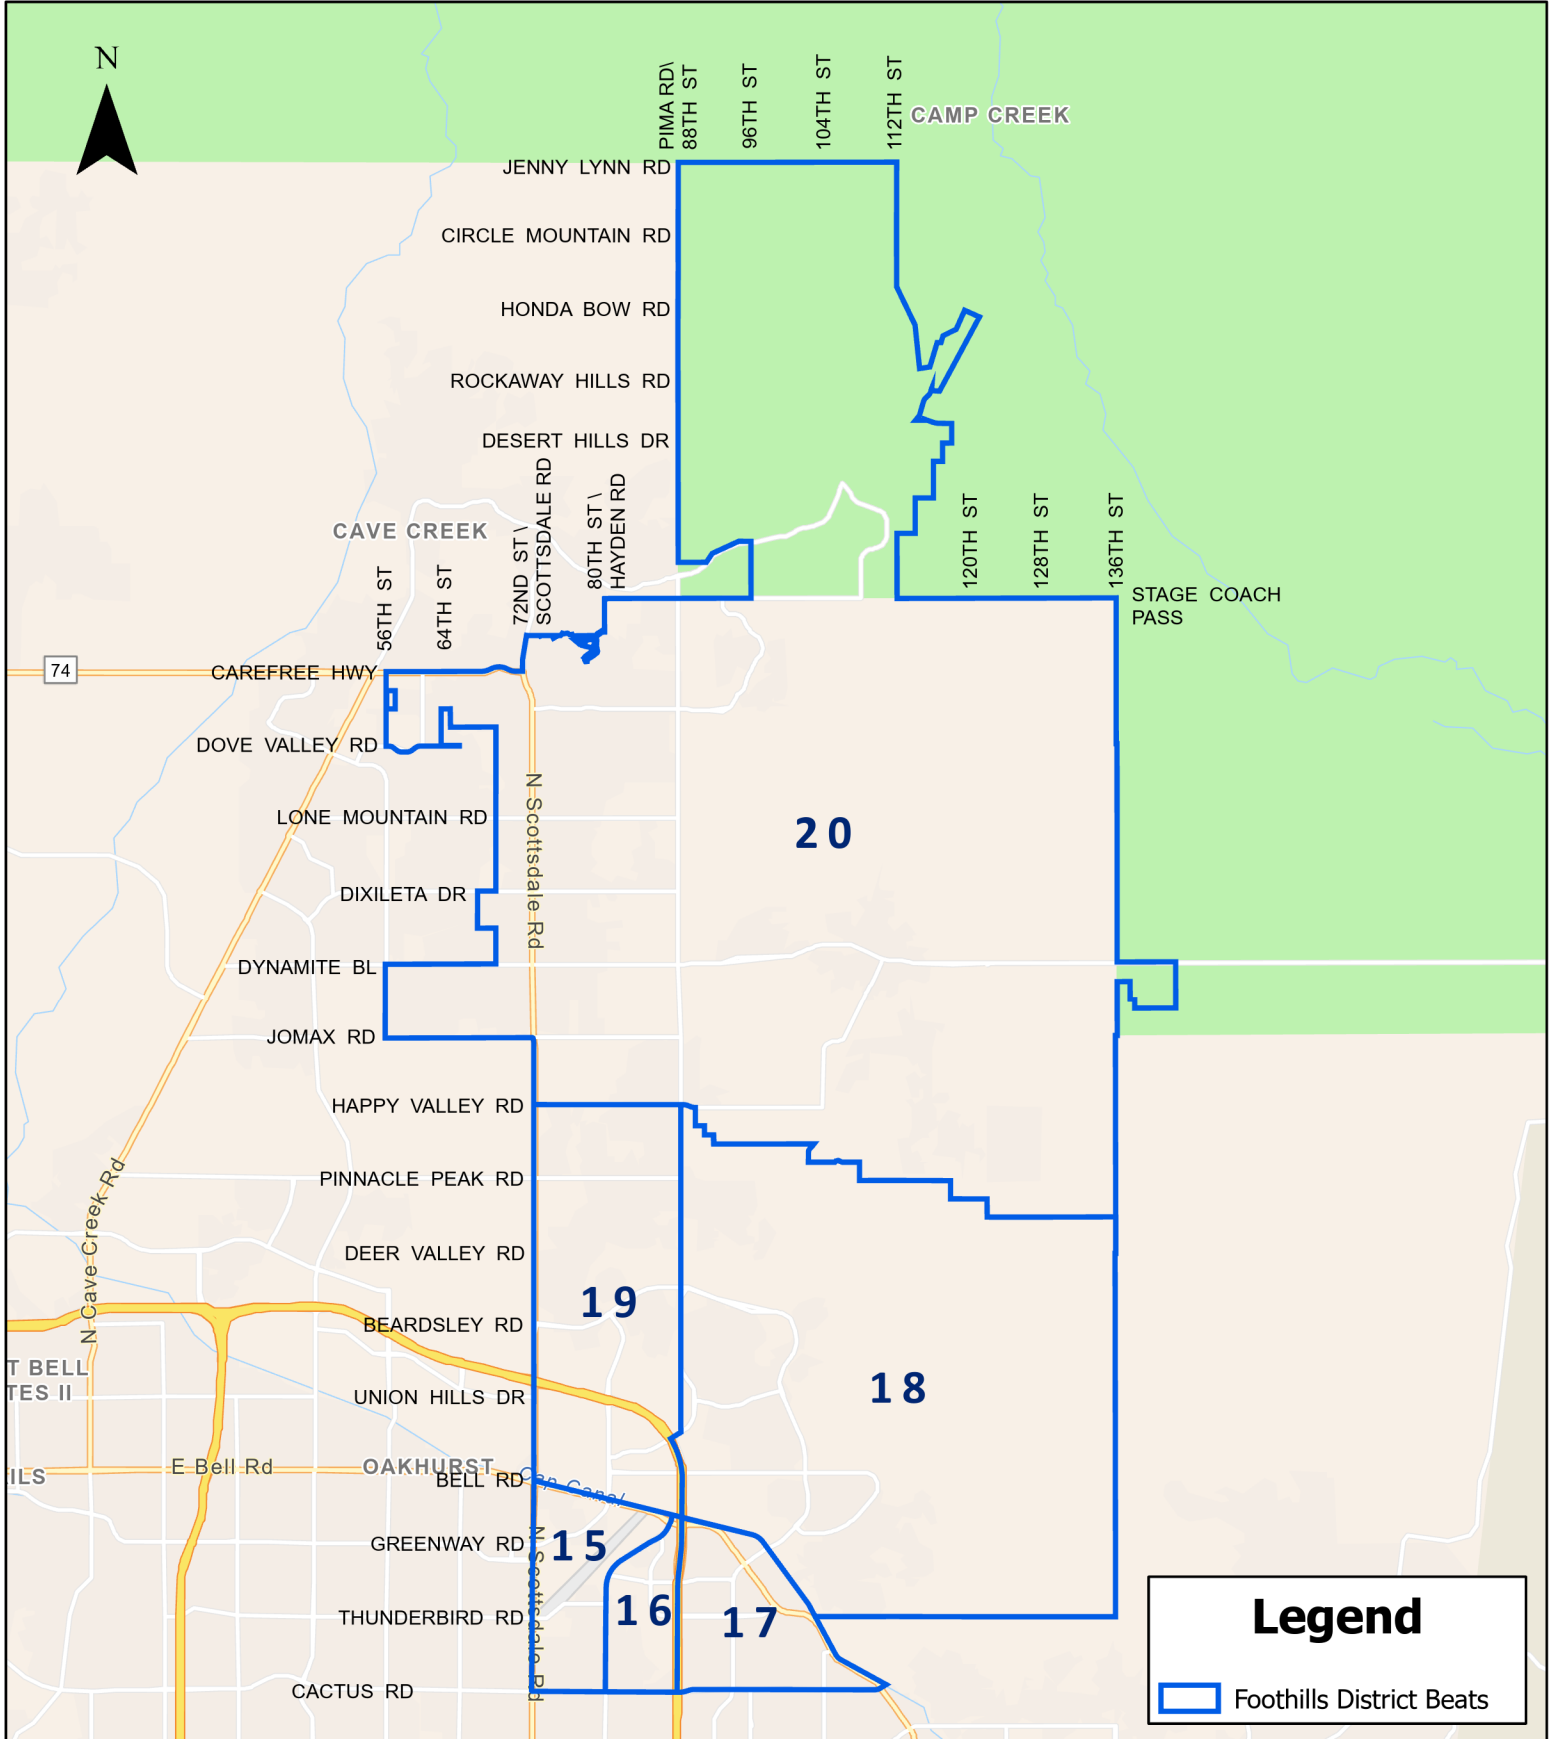 N
PIMA RD\
88TH ST
96TH ST
104TH ST
112TH ST
CAMP CREEK
JENNY LYNN RD
CIRCLE MOUNTAIN RD
HONDA BOW RD
ROCKAWAY HILLS RD
DESERT HILLS DR
CAVE CREEK
56TH ST
64TH ST
72ND ST \
SCOTTSDALE RD
80TH ST \
HAYDEN RD
120TH ST
128TH ST
136TH ST
STAGE COACH
PASS
74
CAREFREE HWY
DOVE VALLEY RD
LONE MOUNTAIN RD
N Scottsdale Rd
20
DIXILETA DR
DYNAMITE BL
JOMAX RD
HAPPY VALLEY RD
PINNACLE PEAK RD
N Cave Creek Rd
DEER VALLEY RD
19
BEARDSLEY RD
T BELL
TES II
18
UNION HILLS DR
ILS
E Bell Rd
OAKHURST
BELL RD
Cap Canal
GREENWAY RD
15
N Scottsdale Rd
16
17
THUNDERBIRD RD
CACTUS RD
Legend
Foothills District Beats